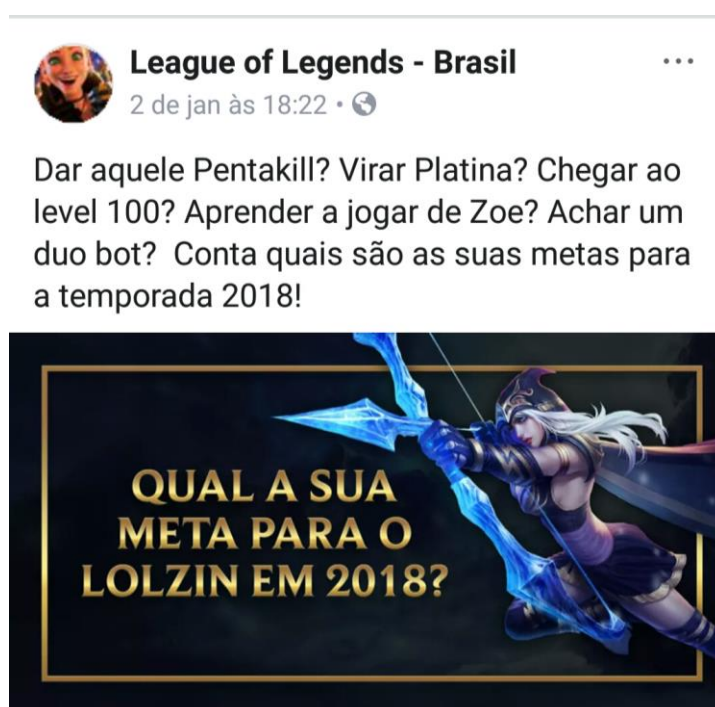 League of Legends - Brasil
2 de jan às 18:22 •
Dar aquele Pentakill? Virar Platina? Chegar ao
level 100? Aprender a jogar de Zoe? Achar um
duo bot?  Conta quais são as suas metas para
a temporada 2018!
QUAL A SUA
META PARA O
LOLZIN EM 2018?